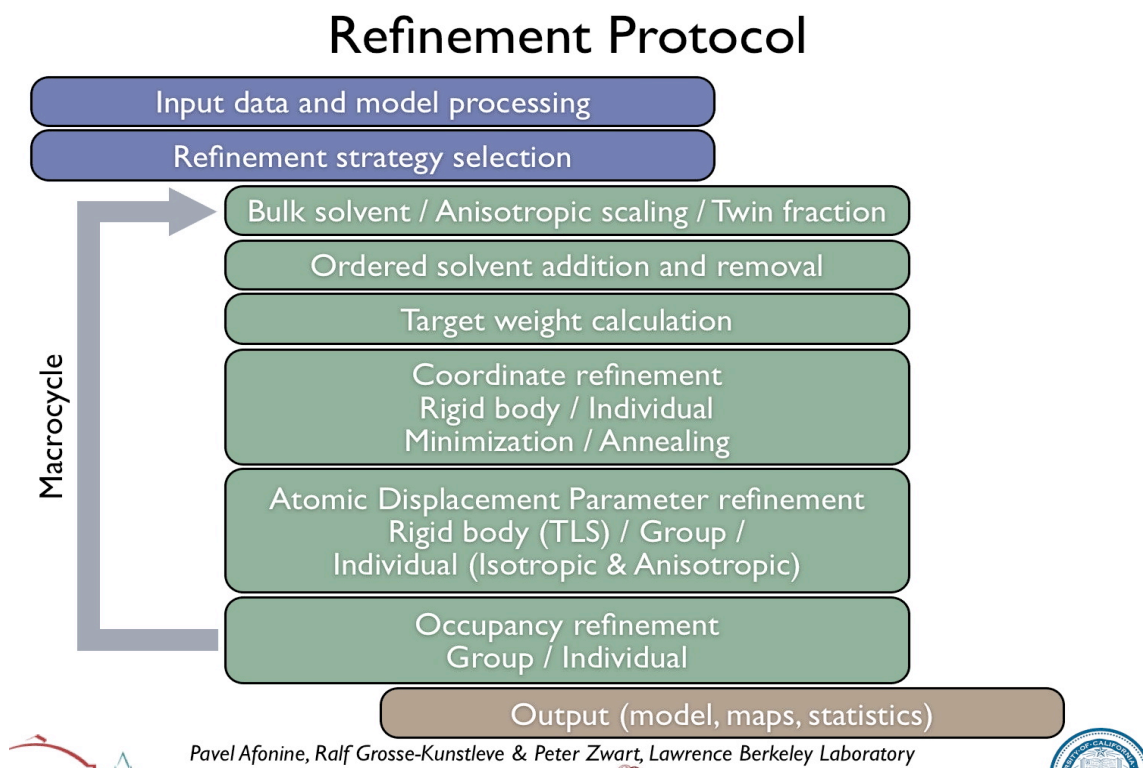 Refinement Protocol
Input data and model processing
Refinement strategy selection
Bulk solvent / Anisotropic scaling / Twin fraction
Ordered solvent addition and removal
Target weight calculation
Coordinate refinement
Rigid body / Individual
Minimization / Annealing
Atomic Displacement Parameter refinement
Rigid body (TLS) / Group /
Individual (Isotropic & Anisotropic)
Occupancy refinement
Group / Individual
Macrocycle
Output (model, maps, statistics)
Pavel Afonine, Ralf Grosse-Kunstleve & Peter Zwart, Lawrence Berkeley Laboratory